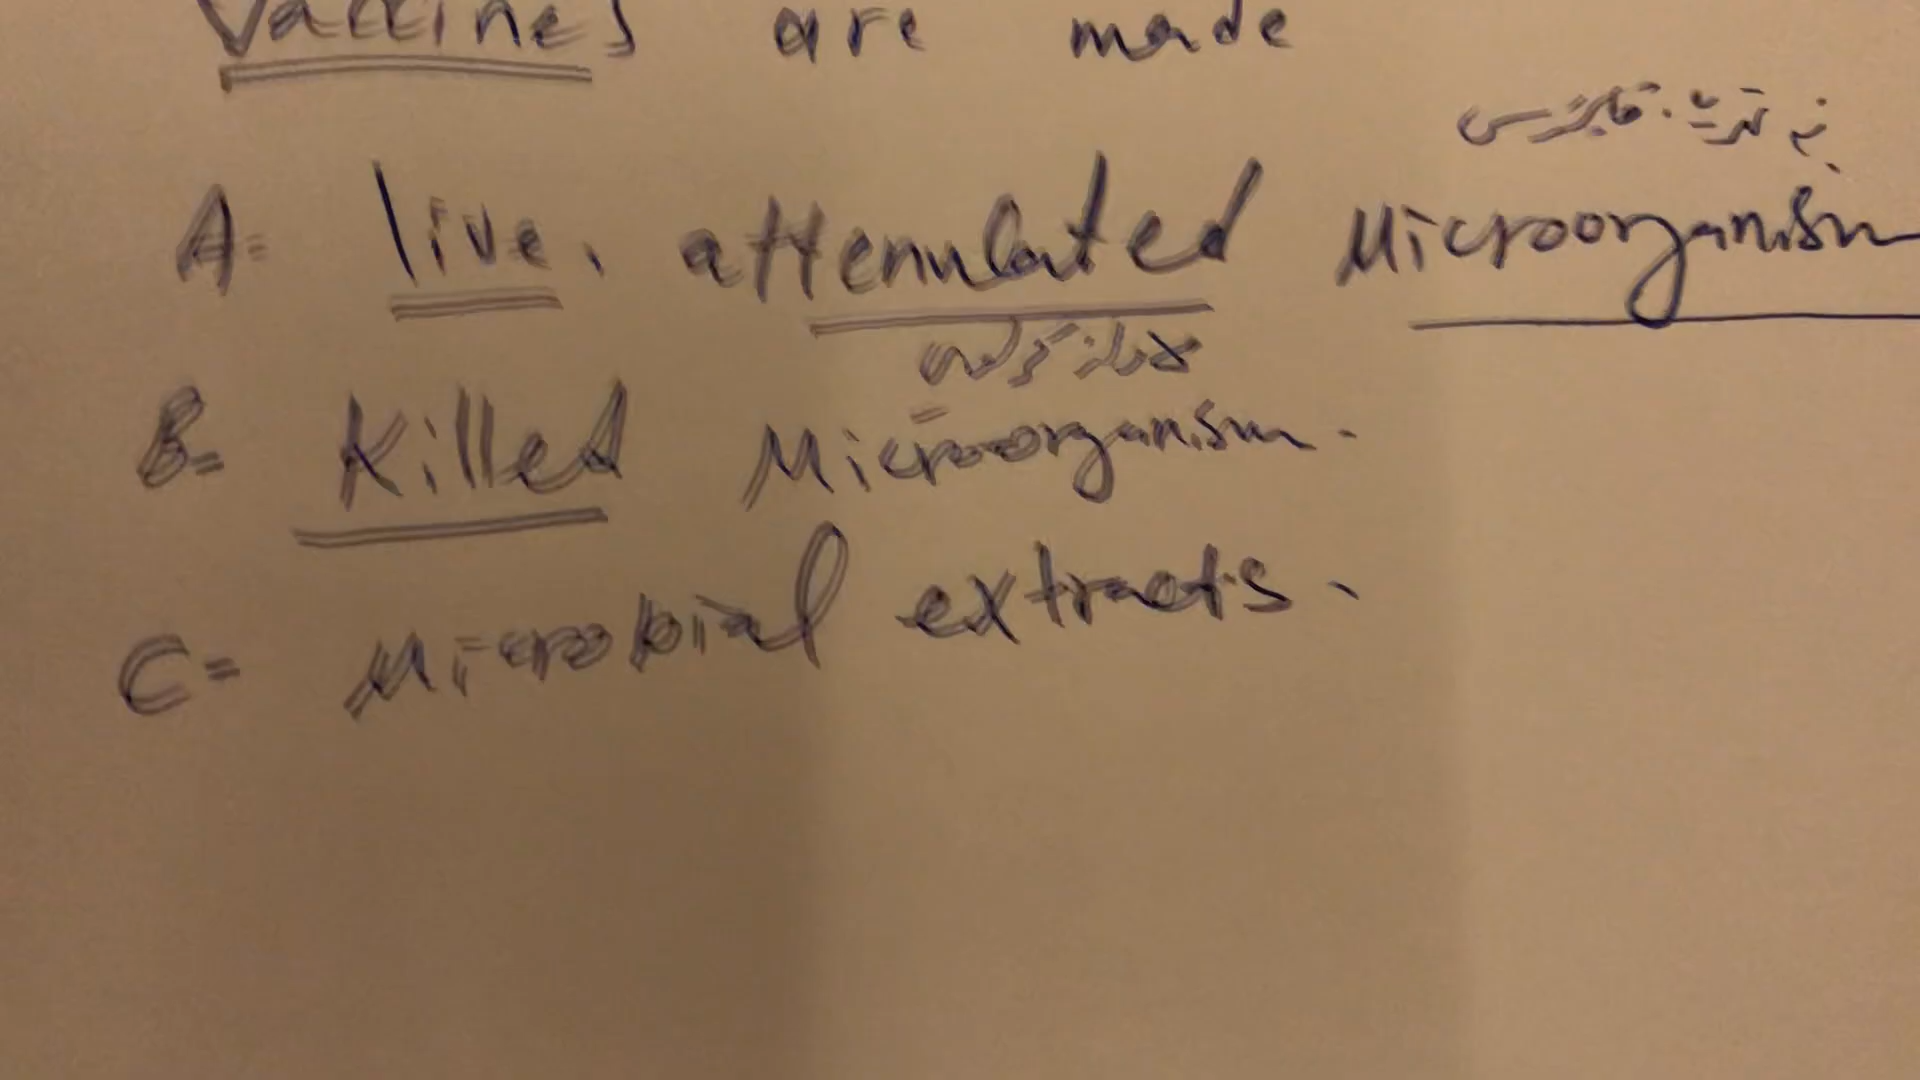 Vaccines are made
A= live, attenuated Microorganism
B= Killed Microorganism.
C= Microbial extracts.